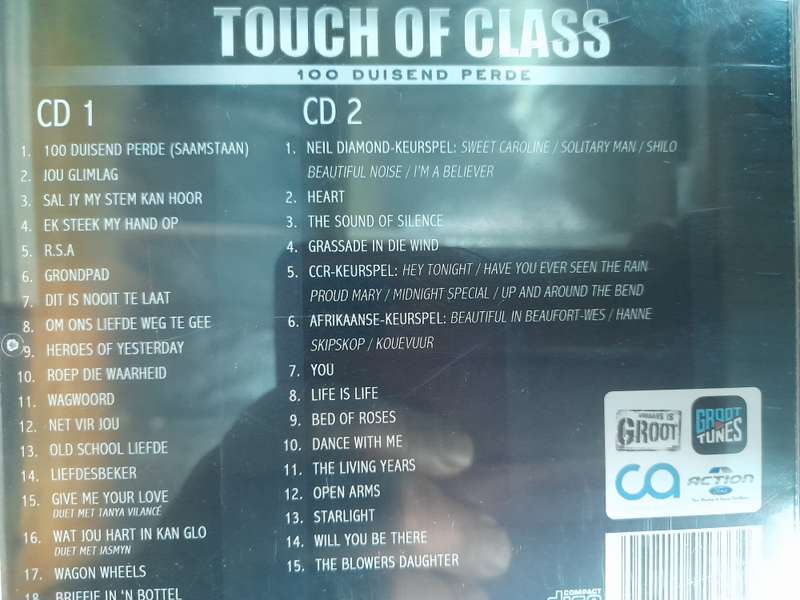 TOUCH OF CLASS
100 DUISEND PERDE
CD 1
1. 100 DUISEND PERDE (SAAMSTAAN)
2. JOU GLIMLAG
3. SAL JY MY STEM KAN HOOR
4. EK STEEK MY HAND OP
5. R.S.A
6. GRONDPAD
7. DIT IS NOOIT TE LAAT
8. OM ONS LIEFDE WEG TE GEE
9. HEROES OF YESTERDAY
10. ROEP DIE WAARHEID
11. WAGWOORD
12. NET VIR JOU
13. OLD SCHOOL LIEFDE
14. LIEFDESBEKER
15. GIVE ME YOUR LOVE
DUET MET TANYA VILANCÉ
16. WAT JOU HART IN KAN GLO
DUET MET JASMYN
17. WAGON WHEELS
18. BRIEFIE IN 'N BOTTEL
CD 2
1. NEIL DIAMOND-KEURSPEL: SWEET CAROLINE / SOLITARY MAN / SHILO
BEAUTIFUL NOISE / I'M A BELIEVER
2. HEART
3. THE SOUND OF SILENCE
4. GRASSADE IN DIE WIND
5. CCR-KEURSPEL: HEY TONIGHT / HAVE YOU EVER SEEN THE RAIN
PROUD MARY / MIDNIGHT SPECIAL / UP AND AROUND THE BEND
6. AFRIKAANSE-KEURSPEL: BEAUTIFUL IN BEAUFORT-WES / HANNE
SKIPSKOP / KOUEVUUR
7. YOU
8. LIFE IS LIFE
9. BED OF ROSES
10. DANCE WITH ME
11. THE LIVING YEARS
12. OPEN ARMS
13. STARLIGHT
14. WILL YOU BE THERE
15. THE BLOWERS DAUGHTER
IS
GROOT
GROOT
TUNES
ca
ACTION
Ford
COMPACT
disc